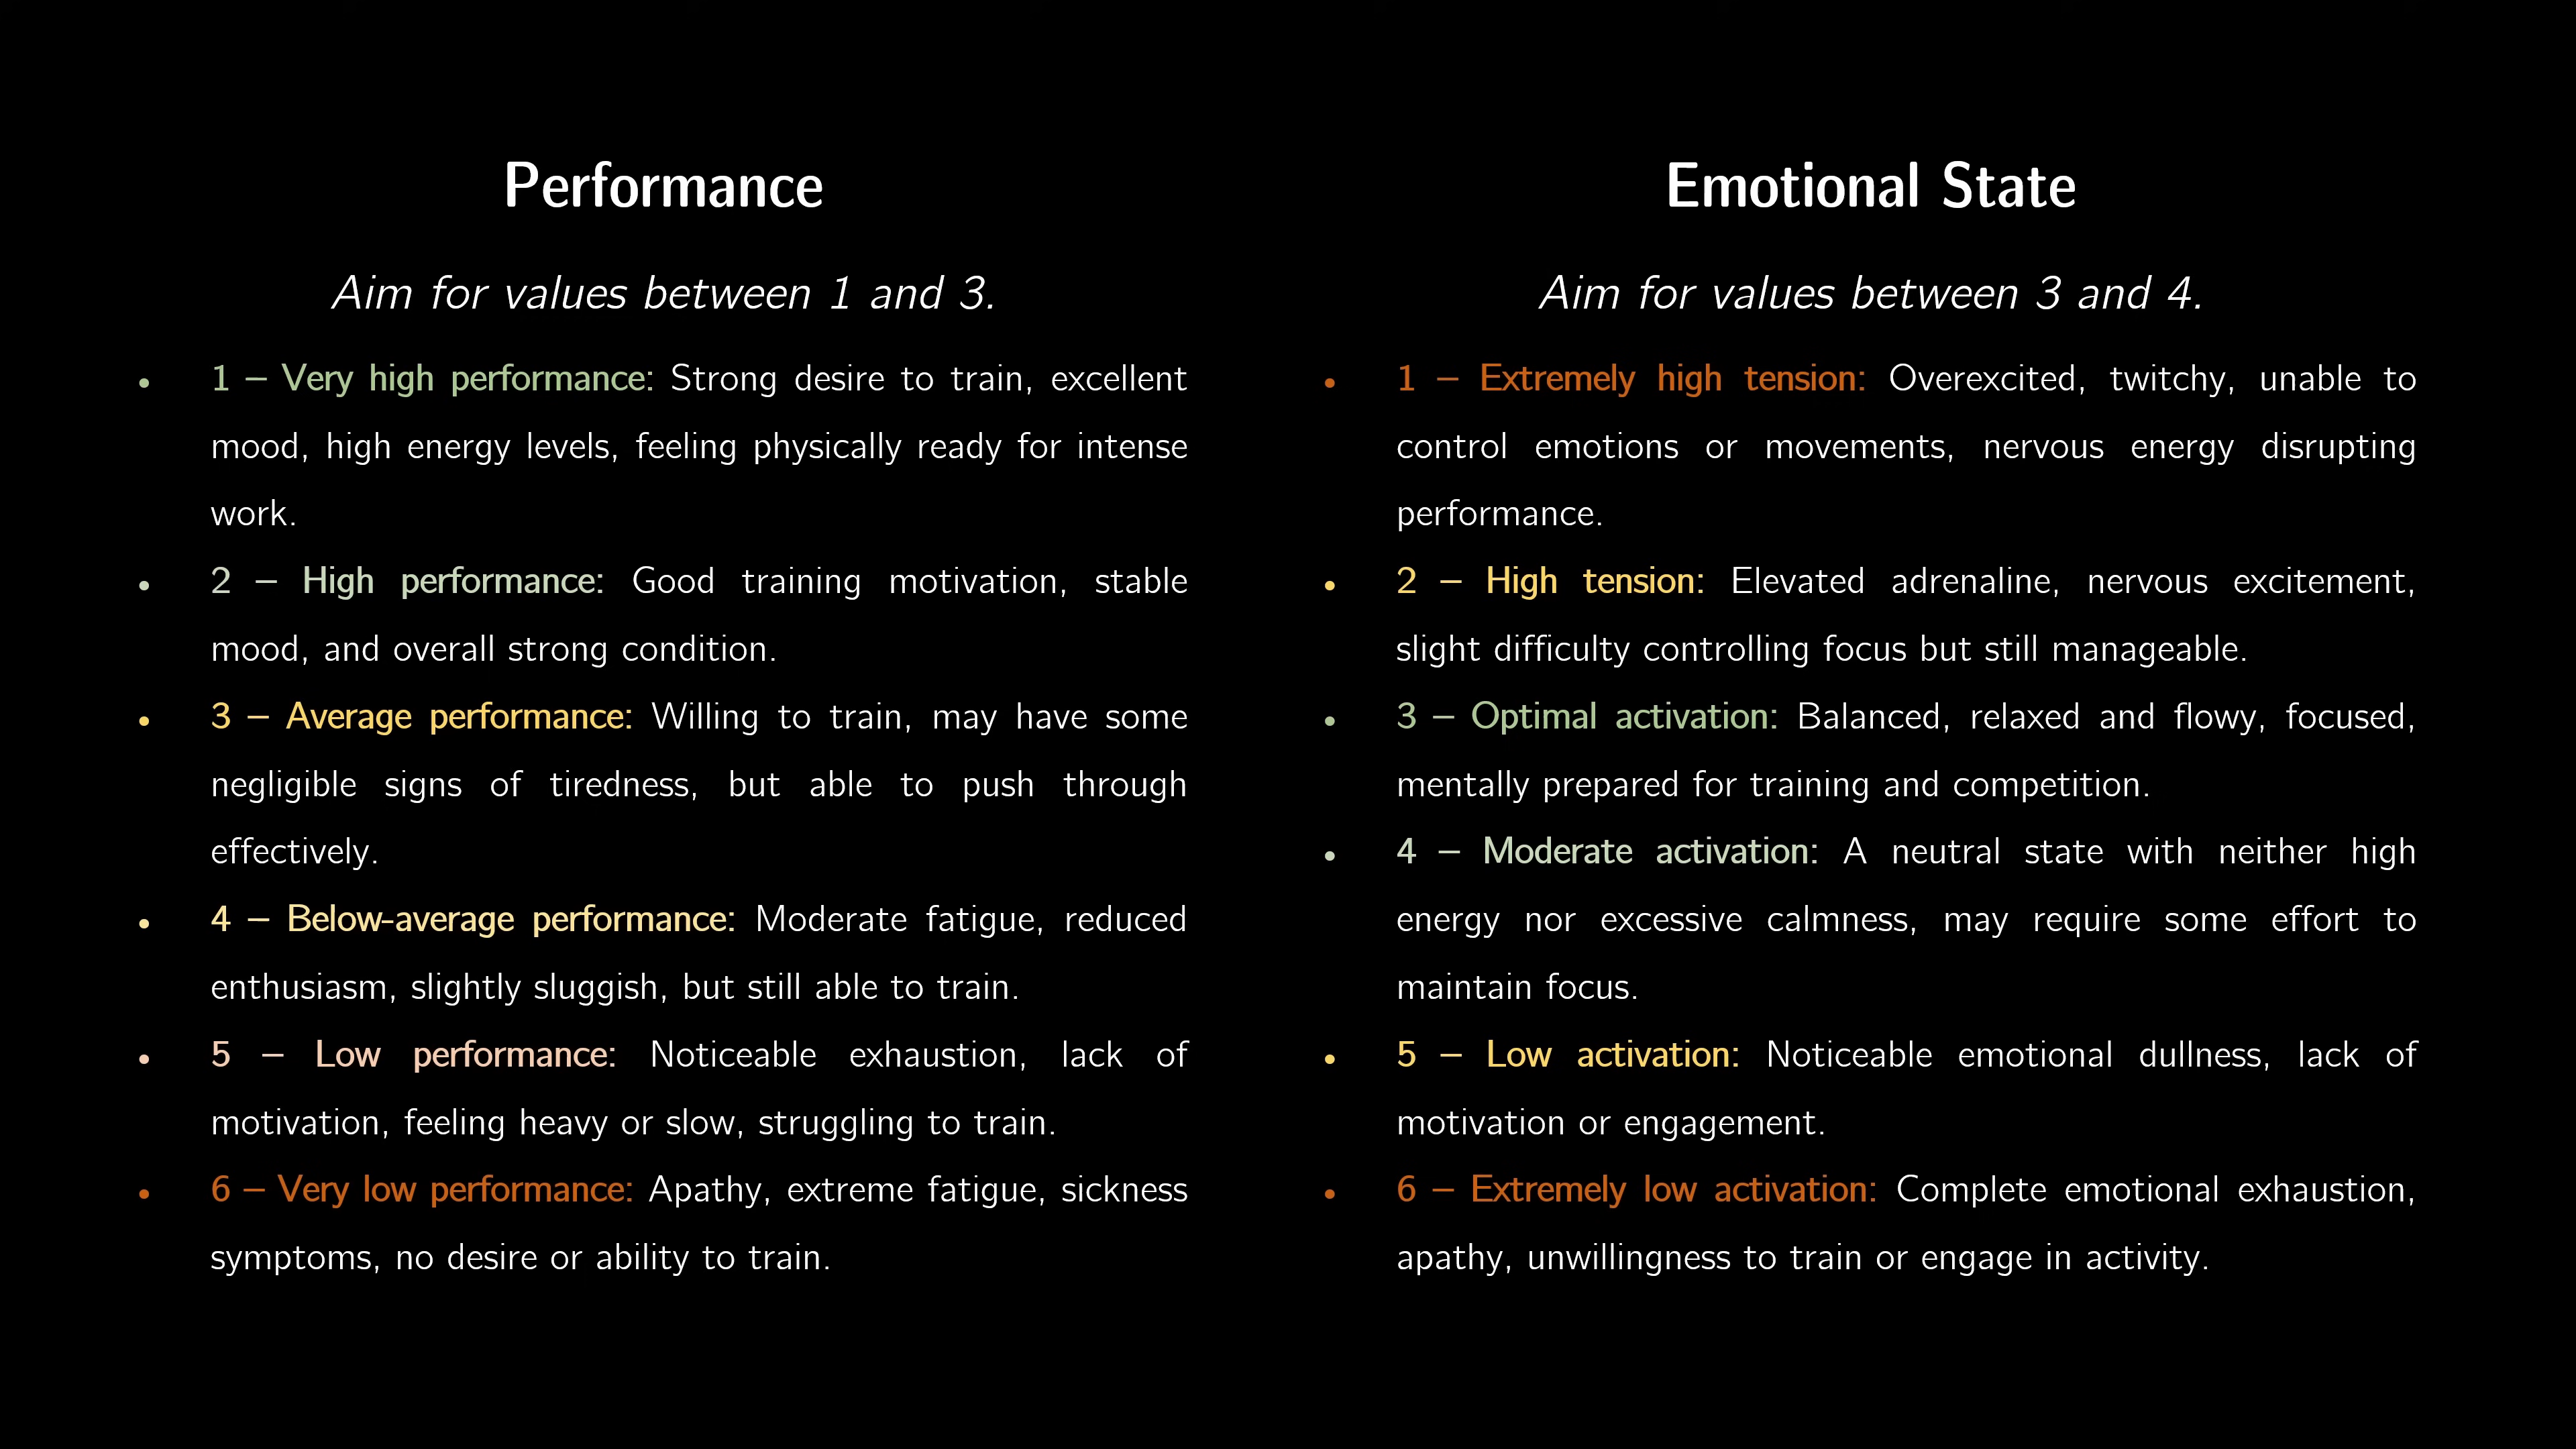 Performance
Aim for values between 1 and 3.
• 1 – Very high performance: Strong desire to train, excellent
mood, high energy levels, feeling physically ready for intense
work.
• 2 – High performance: Good training motivation, stable
mood, and overall strong condition.
• 3 – Average performance: Willing to train, may have some
negligible signs of tiredness, but able to push through
effectively.
• 4 – Below-average performance: Moderate fatigue, reduced
enthusiasm, slightly sluggish, but still able to train.
• 5 – Low performance: Noticeable exhaustion, lack of
motivation, feeling heavy or slow, struggling to train.
• 6 – Very low performance: Apathy, extreme fatigue, sickness
symptoms, no desire or ability to train.
Emotional State
Aim for values between 3 and 4.
• 1 – Extremely high tension: Overexcited, twitchy, unable to
control emotions or movements, nervous energy disrupting
performance.
• 2 – High tension: Elevated adrenaline, nervous excitement,
slight difficulty controlling focus but still manageable.
• 3 – Optimal activation: Balanced, relaxed and flowy, focused,
mentally prepared for training and competition.
• 4 – Moderate activation: A neutral state with neither high
energy nor excessive calmness, may require some effort to
maintain focus.
• 5 – Low activation: Noticeable emotional dullness, lack of
motivation or engagement.
• 6 – Extremely low activation: Complete emotional exhaustion,
apathy, unwillingness to train or engage in activity.